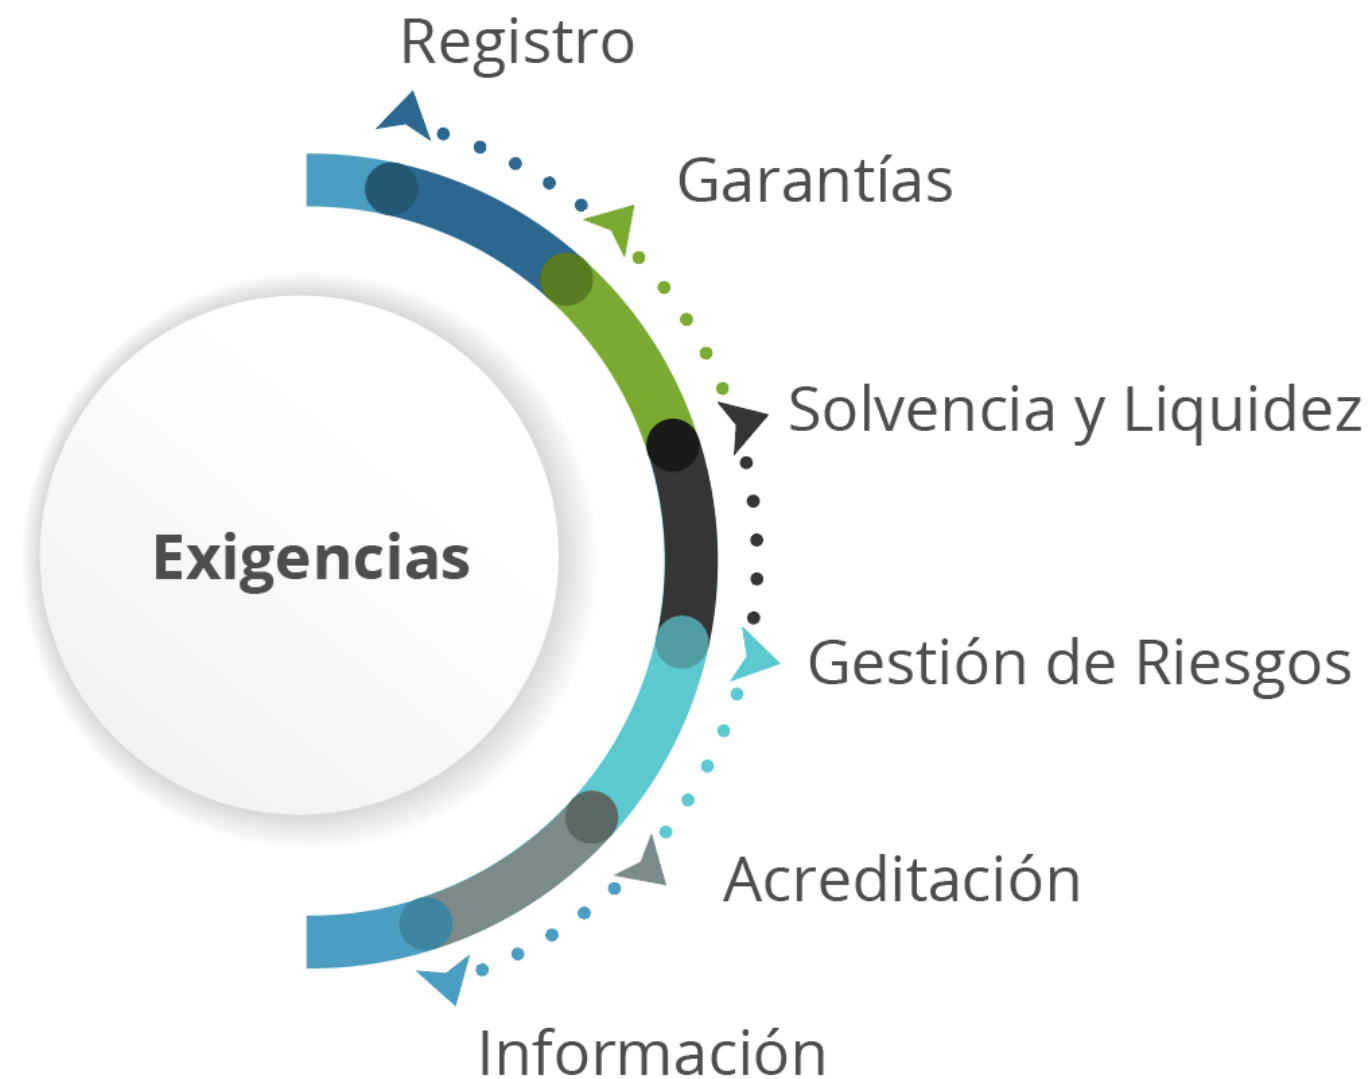 Registro
Garantías
Solvencia y Liquidez
Exigencias
Gestión de Riesgos
Acreditación
Información